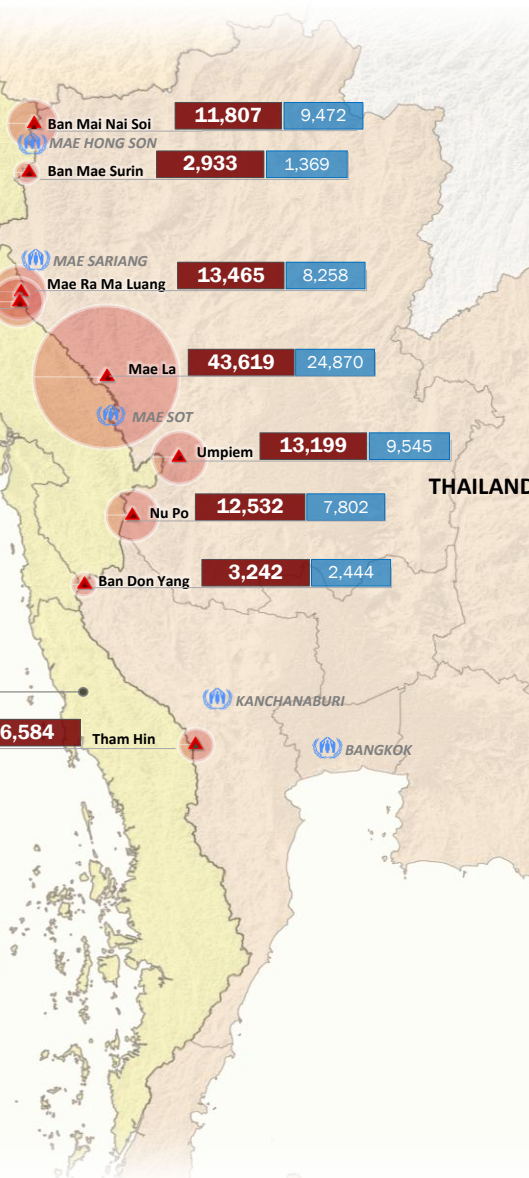 Ban Mai Nai Soi 11,807 9,472
MAE HONG SON
Ban Mae Surin 2,933 1,369
MAE SARIANG
Mae Ra Ma Luang 13,465 8,258
Mae La 43,619 24,870
MAE SOT
Umpiem 13,199 9,545
THAILAND
Nu Po 12,532 7,802
Ban Don Yang 3,242 2,444
KANCHANABURI
6,584 Tham Hin
BANGKOK